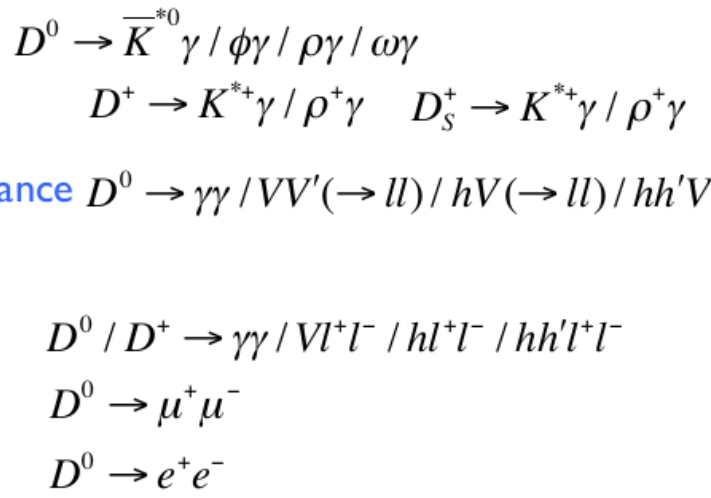 D⁰ → K̅*⁰γ / ϕγ / ργ / ωγ
D⁺ → K*⁺γ / ρ⁺γ D_S⁺ → K*⁺γ / ρ⁺γ
D⁰ → γγ / VV′(→ ll) / hV(→ ll) / hh′V
D⁰ / D⁺ → γγ / Vl⁺l⁻ / hl⁺l⁻ / hh′l⁺l⁻
D⁰ → μ⁺μ⁻
D⁰ → e⁺e⁻